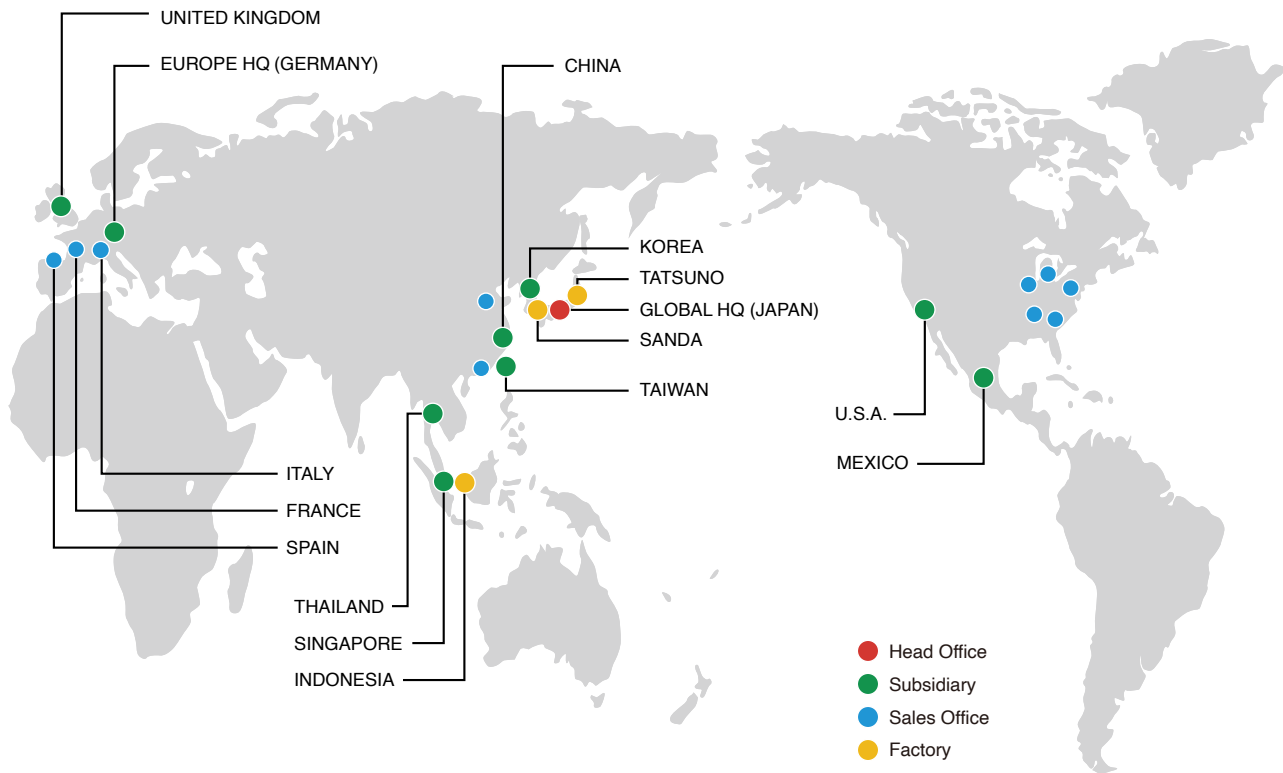 UNITED KINGDOM
EUROPE HQ (GERMANY)
CHINA
KOREA
TATSUNO
GLOBAL HQ (JAPAN)
SANDA
TAIWAN
U.S.A.
MEXICO
ITALY
FRANCE
SPAIN
THAILAND
SINGAPORE
INDONESIA
Head Office
Subsidiary
Sales Office
Factory